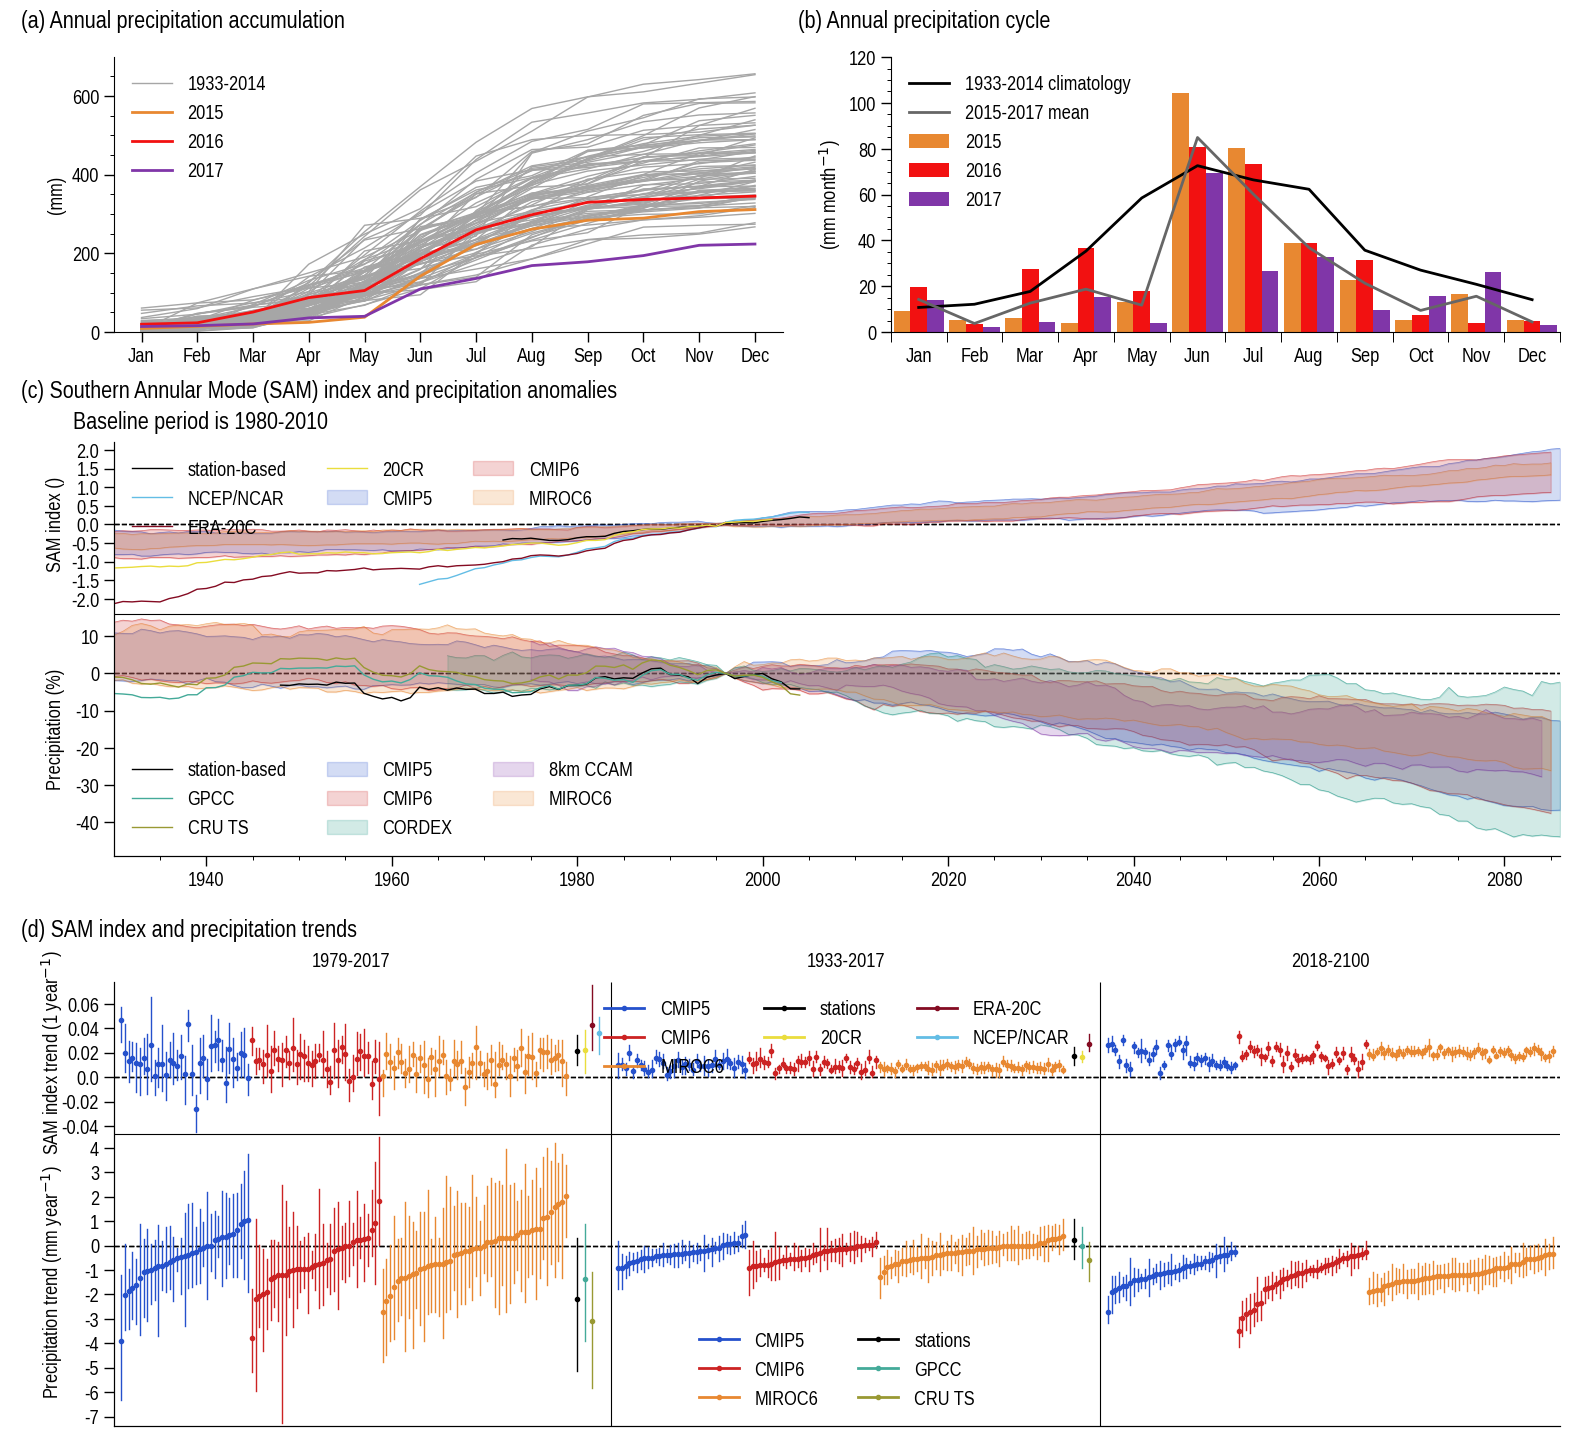 (a) Annual precipitation accumulation
(mm)
600
400
200
0
1933-2014
2015
2016
2017
Jan Feb Mar Apr May Jun Jul Aug Sep Oct Nov Dec
(b) Annual precipitation cycle
(mm month−1)
120
100
80
60
40
20
0
1933-2014 climatology
2015-2017 mean
2015
2016
2017
Jan Feb Mar Apr May Jun Jul Aug Sep Oct Nov Dec
(c) Southern Annular Mode (SAM) index and precipitation anomalies
Baseline period is 1980-2010
SAM index ()
2.0
1.5
1.0
0.5
0.0
-0.5
-1.0
-1.5
-2.0
station-based 20CR CMIP6
NCEP/NCAR CMIP5 MIROC6
ERA-20C
Precipitation (%)
10
0
-10
-20
-30
-40
station-based CMIP5 8km CCAM
GPCC CMIP6 MIROC6
CRU TS CORDEX
1940 1960 1980 2000 2020 2040 2060 2080
(d) SAM index and precipitation trends
1979-2017 1933-2017 2018-2100
SAM index trend (1 year−1)
0.06
0.04
0.02
0.0
-0.02
-0.04
CMIP5 stations ERA-20C
CMIP6 20CR NCEP/NCAR
MIROC6
Precipitation trend (mm year−1)
4
3
2
1
0
-1
-2
-3
-4
-5
-6
-7
CMIP5 stations
CMIP6 GPCC
MIROC6 CRU TS